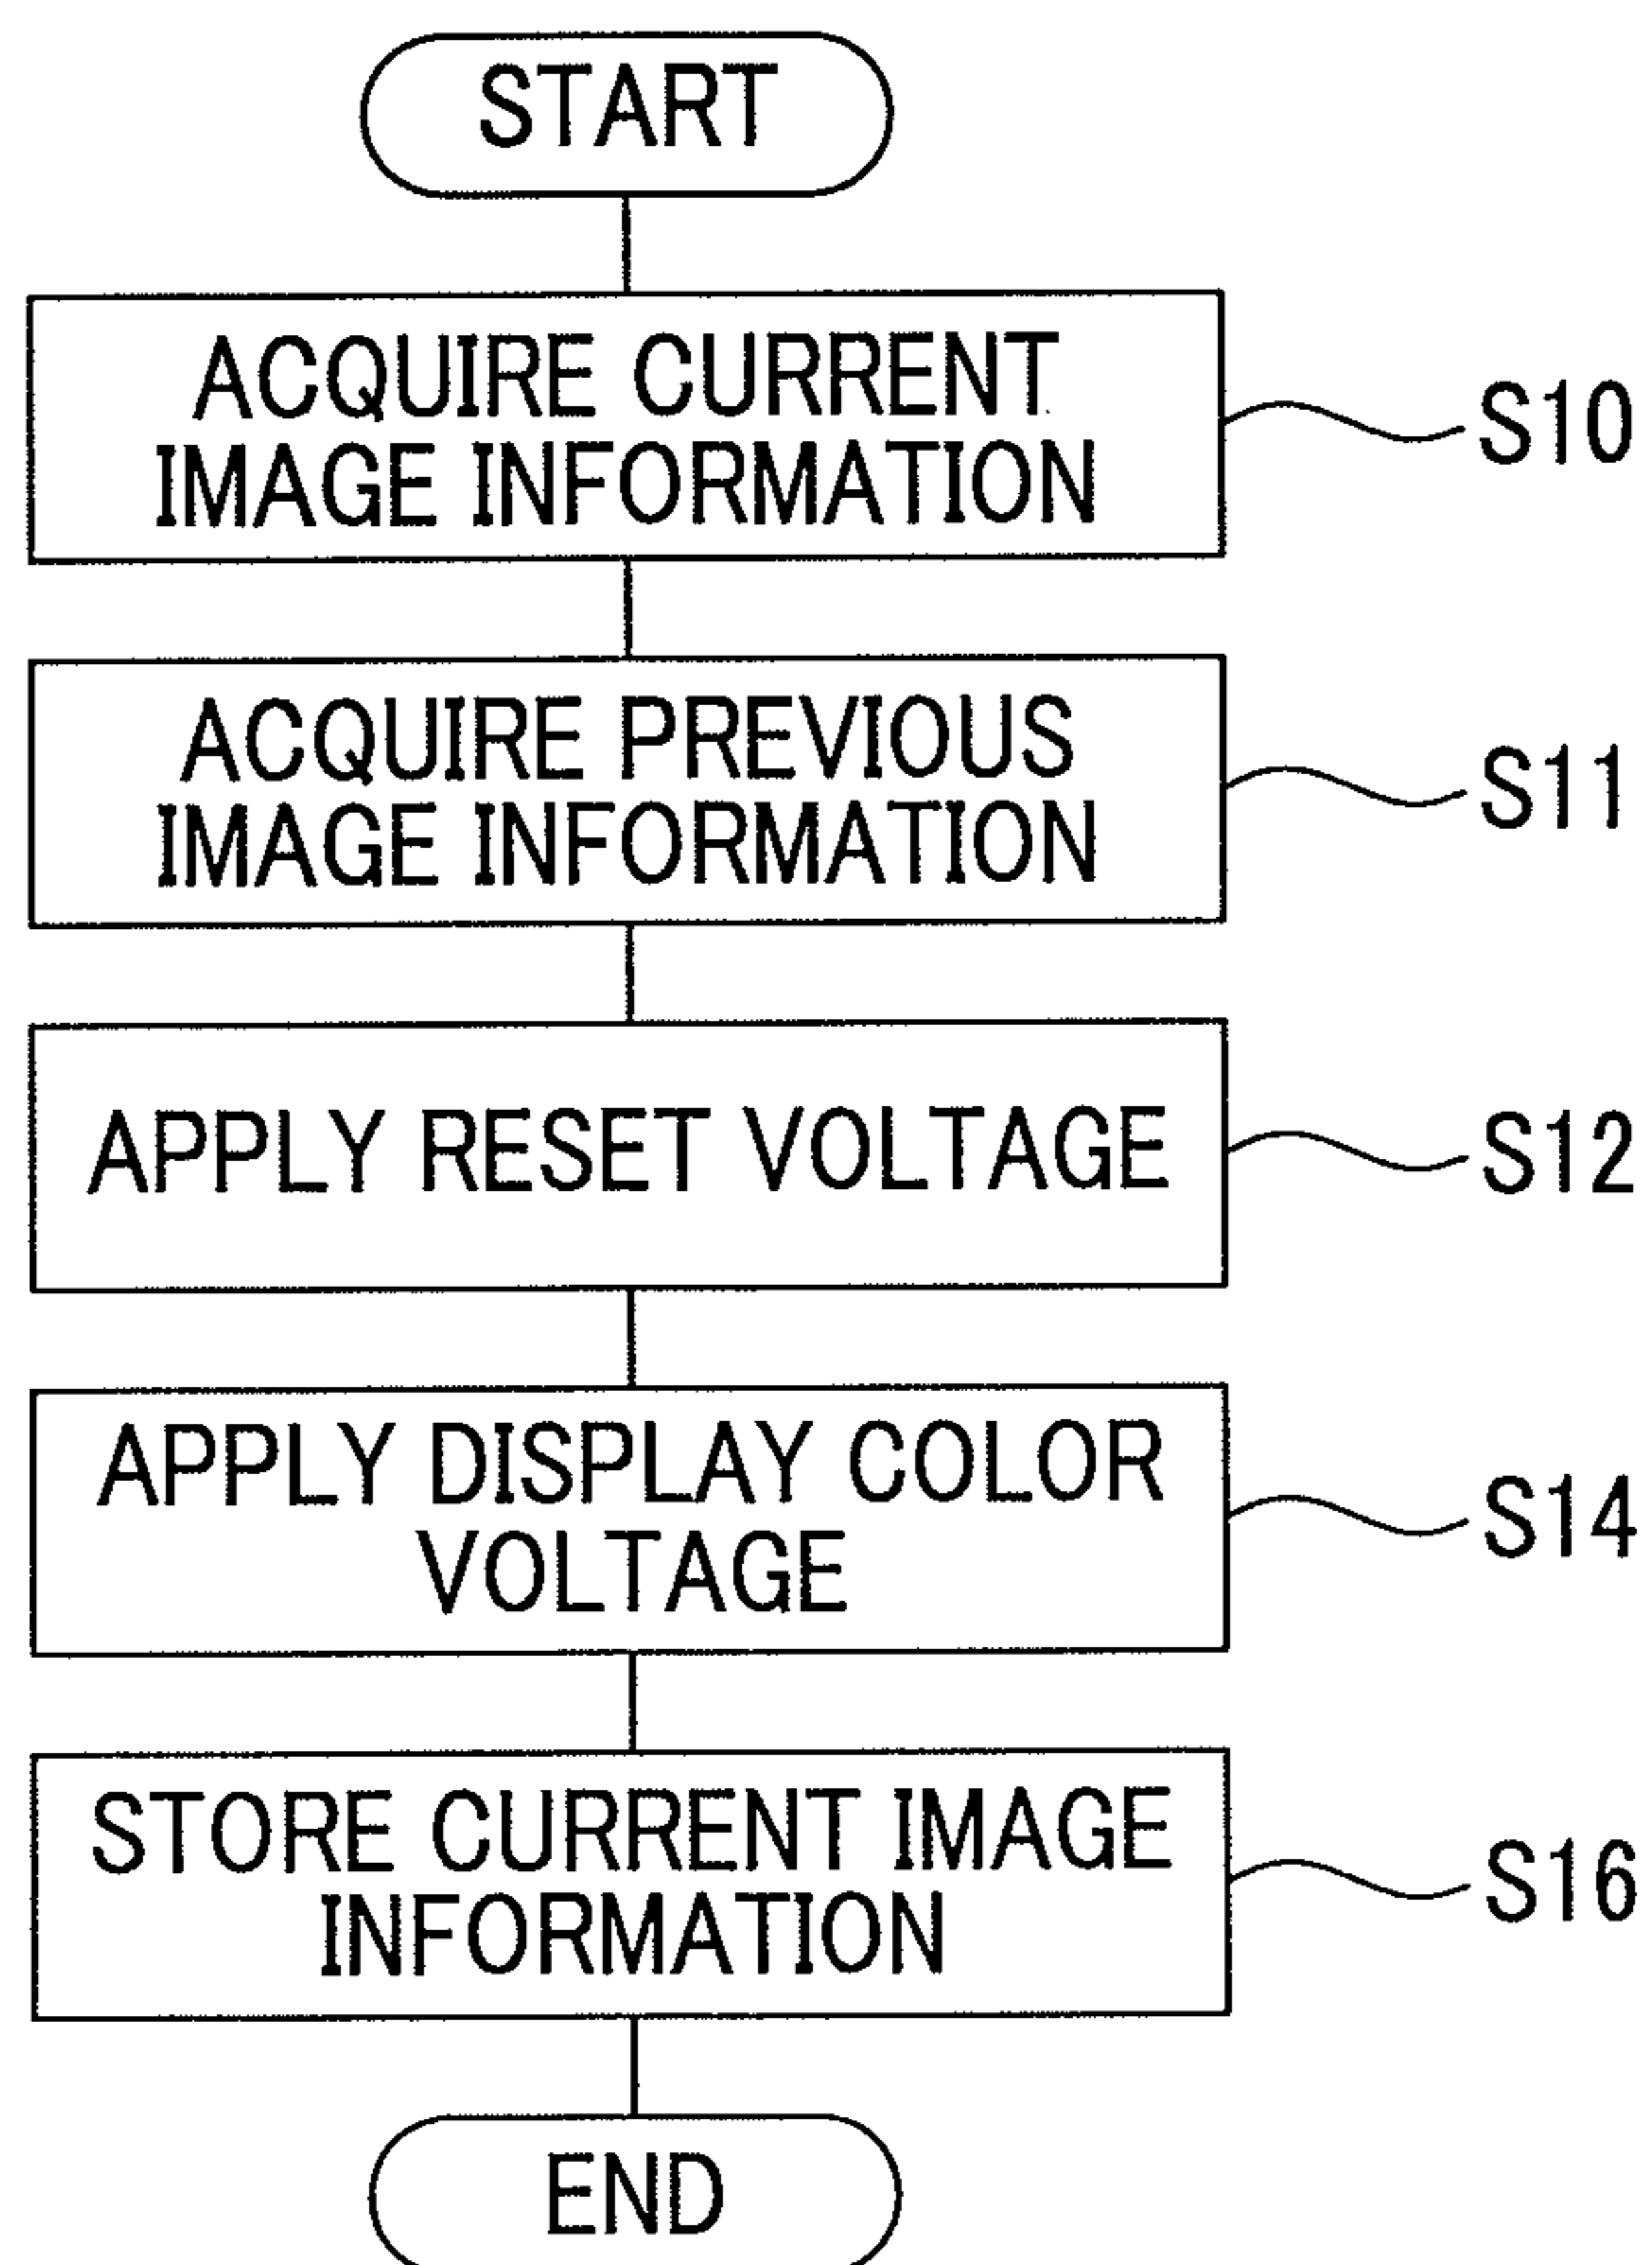 START
ACQUIRE CURRENT
IMAGE INFORMATION
S10
ACQUIRE PREVIOUS
IMAGE INFORMATION
S11
APPLY RESET VOLTAGE
S12
APPLY DISPLAY COLOR
VOLTAGE
S14
STORE CURRENT IMAGE
INFORMATION
S16
END